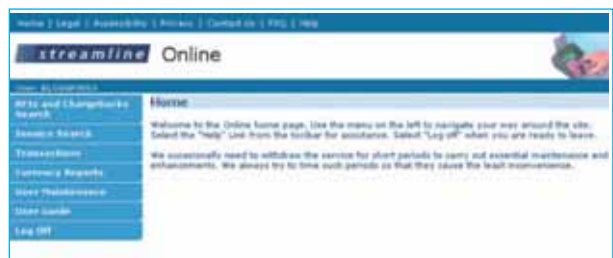 Home | Legal | Accessibility | Privacy | Contact Us | FAQ | Help
streamline Online
User:
RFIs and Chargebacks Search
Invoice Search
Transactions
Currency Reports
User Maintenance
User Guide
Log Off
Home
Welcome to the Online home page. Use the menu on the left to navigate your way around the site.
Select the "Help" Link from the toolbar for assistance. Select "Log off" when you are ready to leave.
We occasionally need to withdraw the service for short periods to carry out essential maintenance and
enhancements. We always try to time such periods so that they cause the least inconvenience.